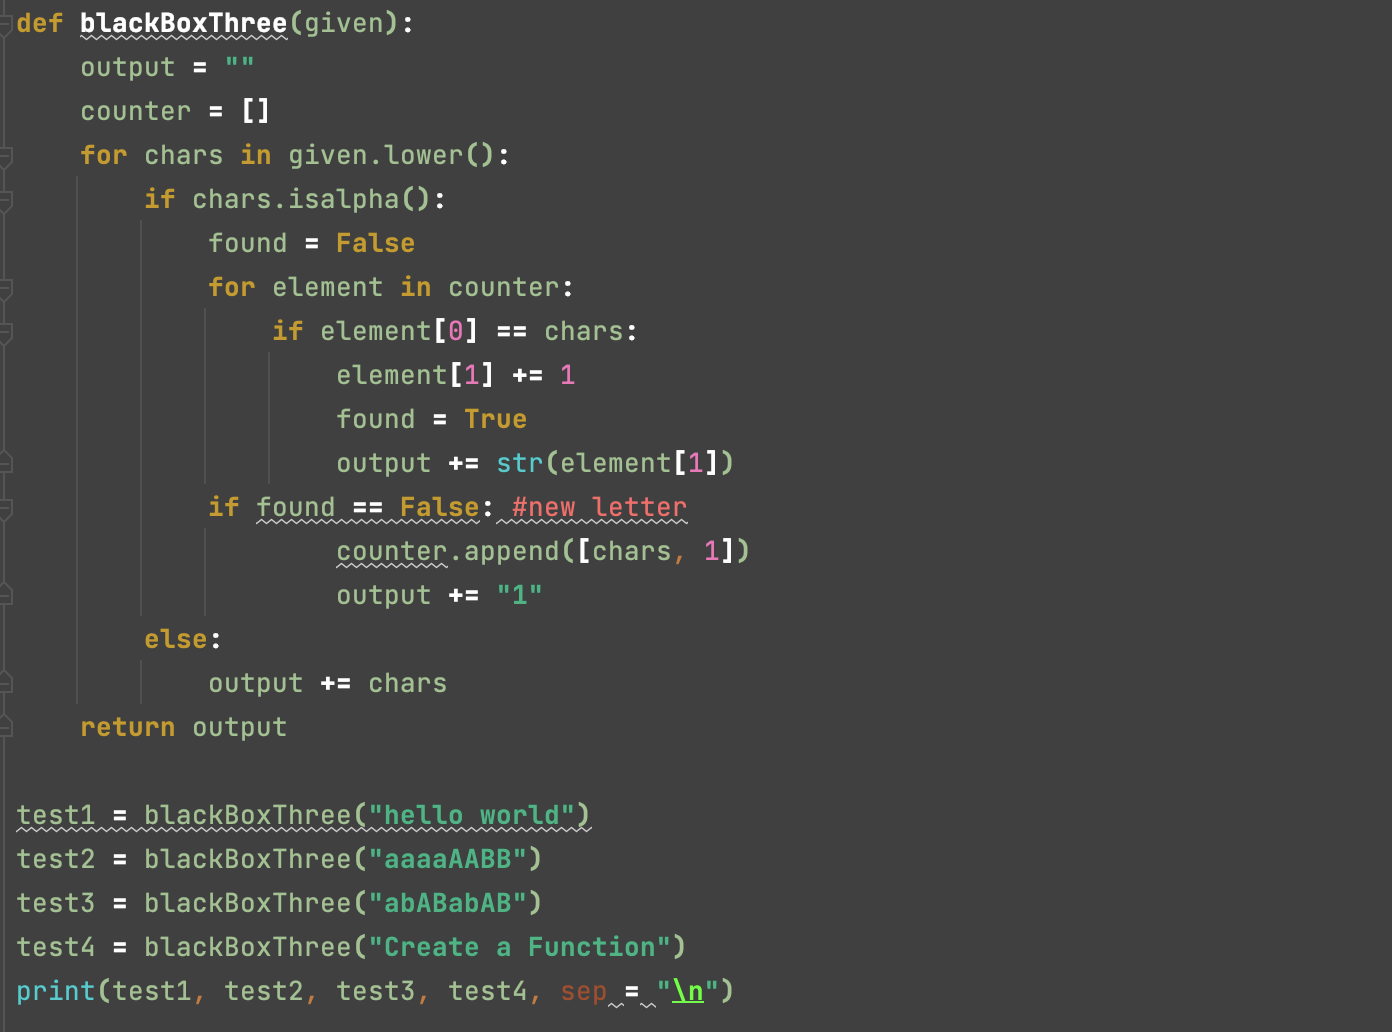 def blackBoxThree(given):
    output = ""
    counter = []
    for chars in given.lower():
        if chars.isalpha():
            found = False
            for element in counter:
                if element[0] == chars:
                    element[1] += 1
                    found = True
                    output += str(element[1])
            if found == False: #new letter
                    counter.append([chars, 1])
                    output += "1"
        else:
            output += chars
    return output

test1 = blackBoxThree("hello world")
test2 = blackBoxThree("aaaaAABB")
test3 = blackBoxThree("abABabAB")
test4 = blackBoxThree("Create a Function")
print(test1, test2, test3, test4, sep = "\n")